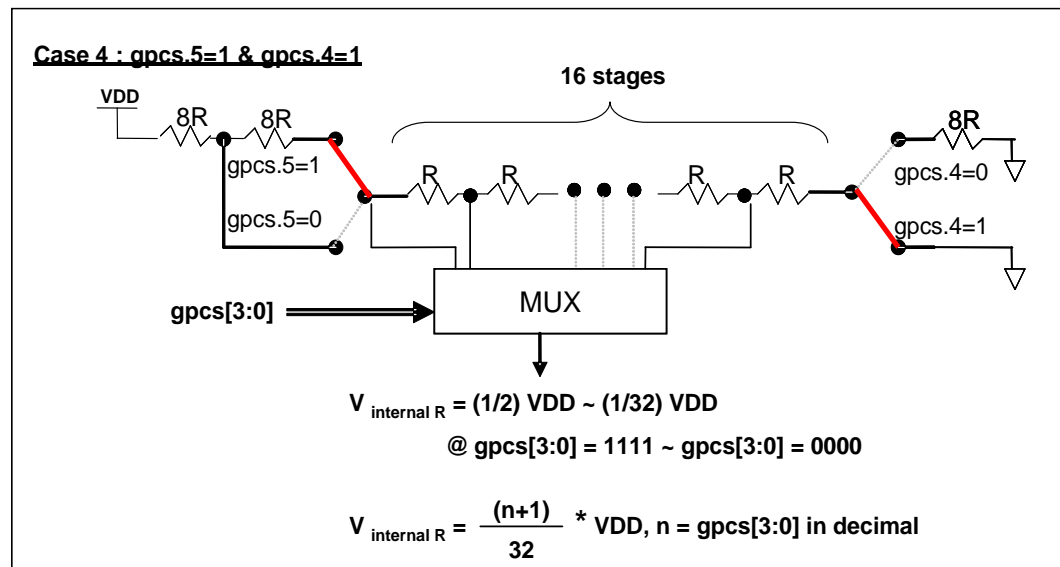 Case 4 : gpcs.5=1 & gpcs.4=1
16 stages
VDD
8R
8R
8R
gpcs.5=1
gpcs.4=0
R
R
R
R
gpcs.5=0
gpcs.4=1
MUX
gpcs[3:0]
V internal R = (1/2) VDD ~ (1/32) VDD
@ gpcs[3:0] = 1111 ~ gpcs[3:0] = 0000
V internal R = (n+1) / 32 * VDD, n = gpcs[3:0] in decimal